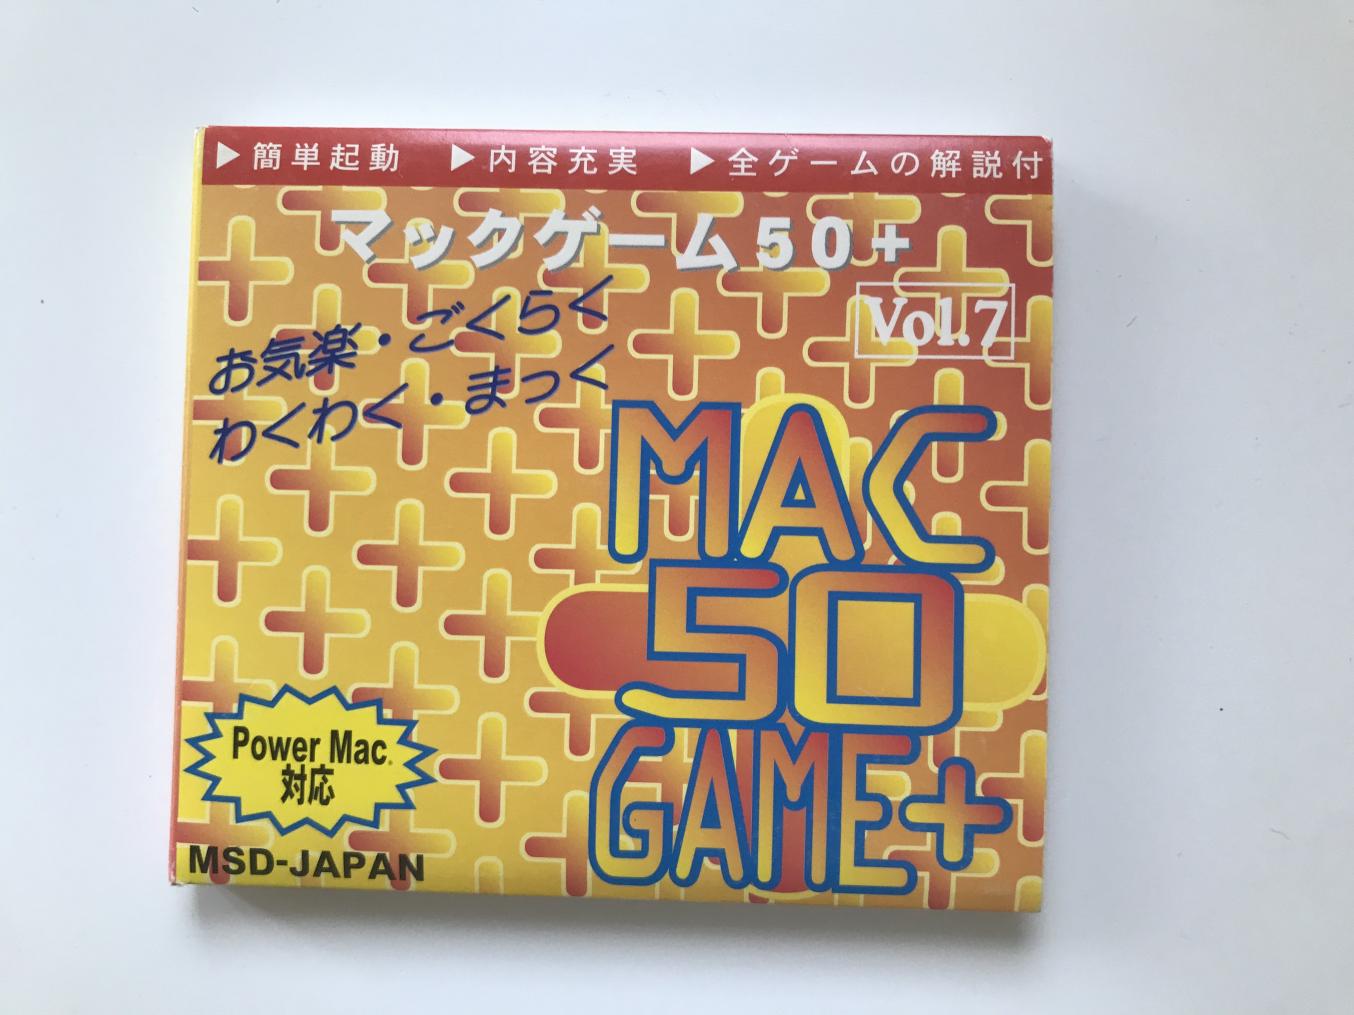 ▶簡単起動 ▶内容充実 ▶全ゲームの解説付
マックゲーム50+
Vol.7
お気楽・ごくらく
わくわく・まっく
MAC
50
GAME+
Power Mac®
対応
MSD-JAPAN